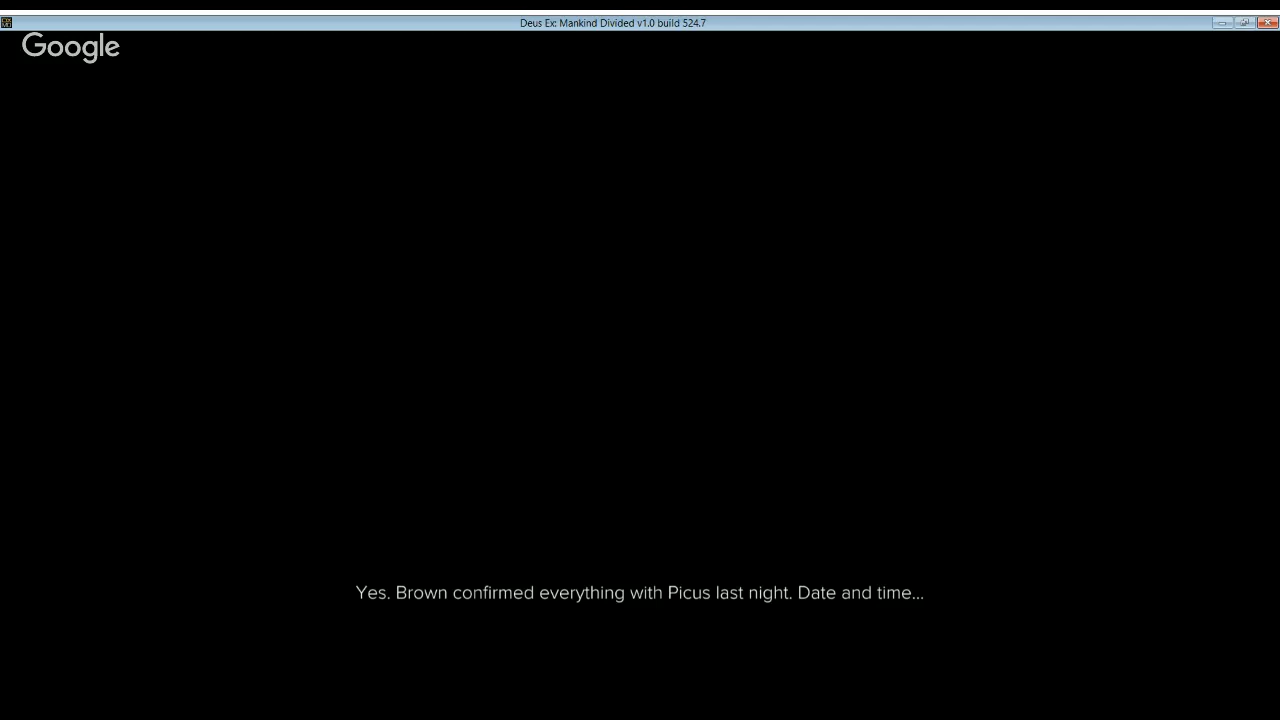 Deus Ex: Mankind Divided v1.0 build 524.7
Google
Yes. Brown confirmed everything with Picus last night. Date and time...